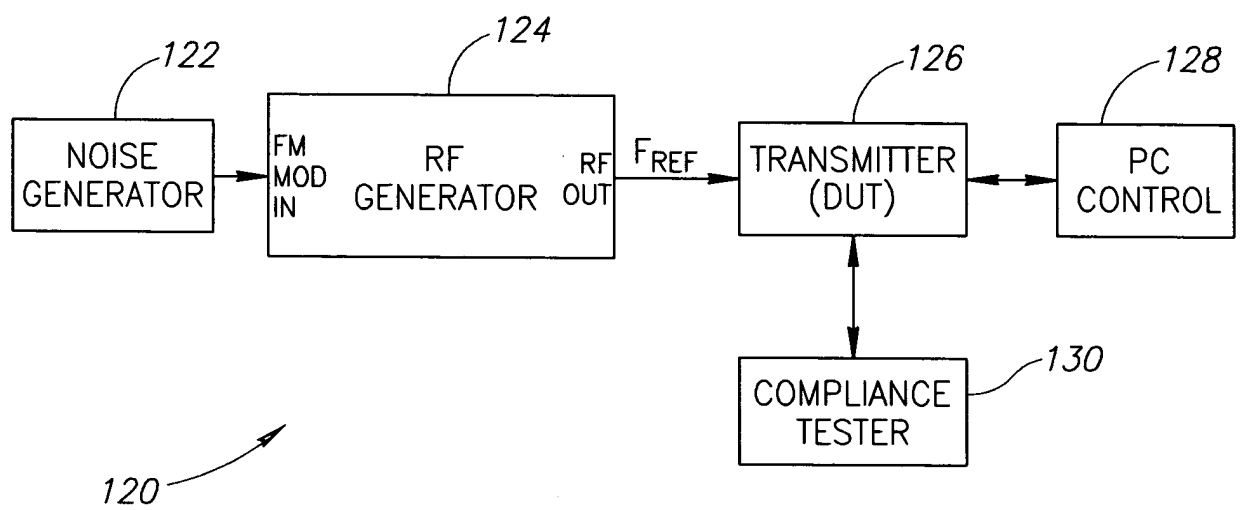 122
NOISE
GENERATOR
124
FM
MOD
IN
RF
GENERATOR
RF
OUT
FREF
126
TRANSMITTER
(DUT)
128
PC
CONTROL
130
COMPLIANCE
TESTER
120